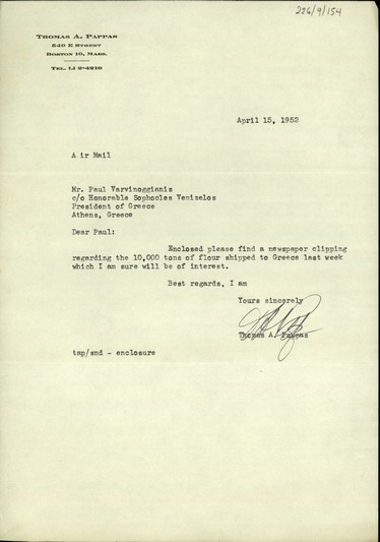 226/9/154
THOMAS A. PAPPAS
540 E STREET
BOSTON 10, MASS.
TEL. LI 2-4210
April 15, 1952
A ir Mail
Mr. Paul Varvinoggianis
c/o Honorable Sophocles Venizelos
President of Greece
Athens, Greece
Dear Paul:
Enclosed please find a newspaper clipping
regarding the 10,000 tons of flour shipped to Greece last week
which I am sure will be of interest.
Best regards, I am
Yours sincerely
Thomas A. Pappas
tap/smd - enclosure